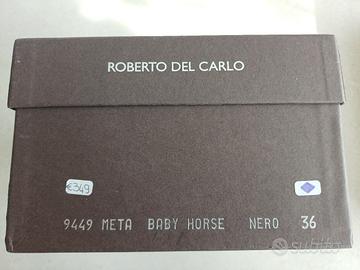 ROBERTO DEL CARLO
€349
9449 META BABY HORSE NERO 36
subito